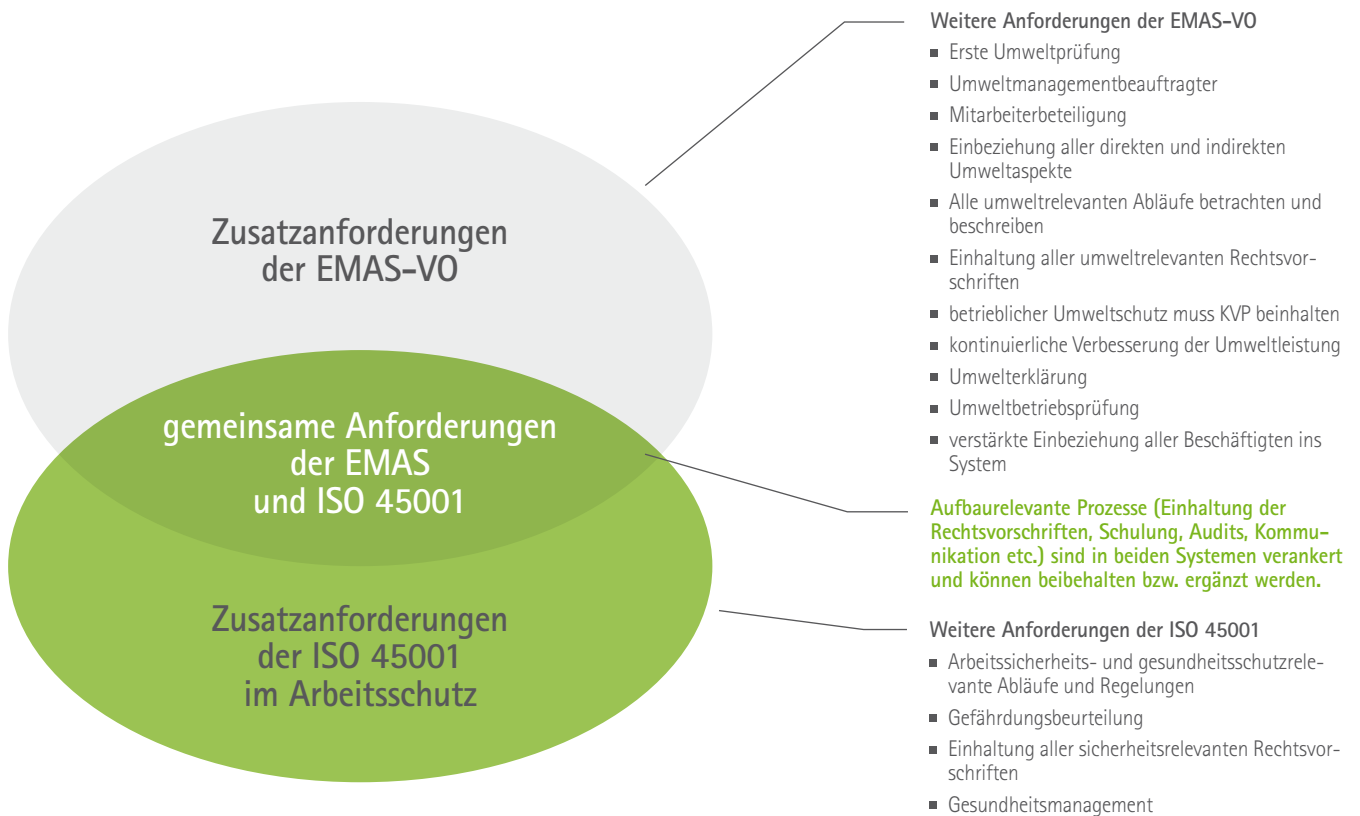 Zusatzanforderungen
der EMAS-VO
gemeinsame Anforderungen
der EMAS
und ISO 45001
Zusatzanforderungen
der ISO 45001
im Arbeitsschutz
Weitere Anforderungen der EMAS-VO
■ Erste Umweltprüfung
■ Umweltmanagementbeauftragter
■ Mitarbeiterbeteiligung
■ Einbeziehung aller direkten und indirekten
Umweltaspekte
■ Alle umweltrelevanten Abläufe betrachten und
beschreiben
■ Einhaltung aller umweltrelevanten Rechtsvor-
schriften
■ betrieblicher Umweltschutz muss KVP beinhalten
■ kontinuierliche Verbesserung der Umweltleistung
■ Umwelterklärung
■ Umweltbetriebsprüfung
■ verstärkte Einbeziehung aller Beschäftigten ins
System
Aufbaurelevante Prozesse (Einhaltung der
Rechtsvorschriften, Schulung, Audits, Kommu-
nikation etc.) sind in beiden Systemen verankert
und können beibehalten bzw. ergänzt werden.
Weitere Anforderungen der ISO 45001
■ Arbeitssicherheits- und gesundheitsschutzrele-
vante Abläufe und Regelungen
■ Gefährdungsbeurteilung
■ Einhaltung aller sicherheitsrelevanten Rechtsvor-
schriften
■ Gesundheitsmanagement